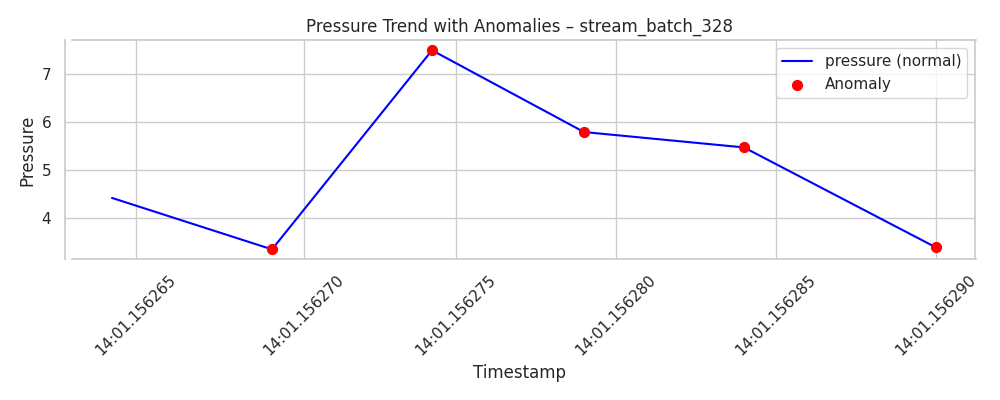 Pressure Trend with Anomalies – stream_batch_328
pressure (normal)
Anomaly
Pressure
7
6
5
4
14:01.156265
14:01.156270
14:01.156275
14:01.156280
14:01.156285
14:01.156290
Timestamp